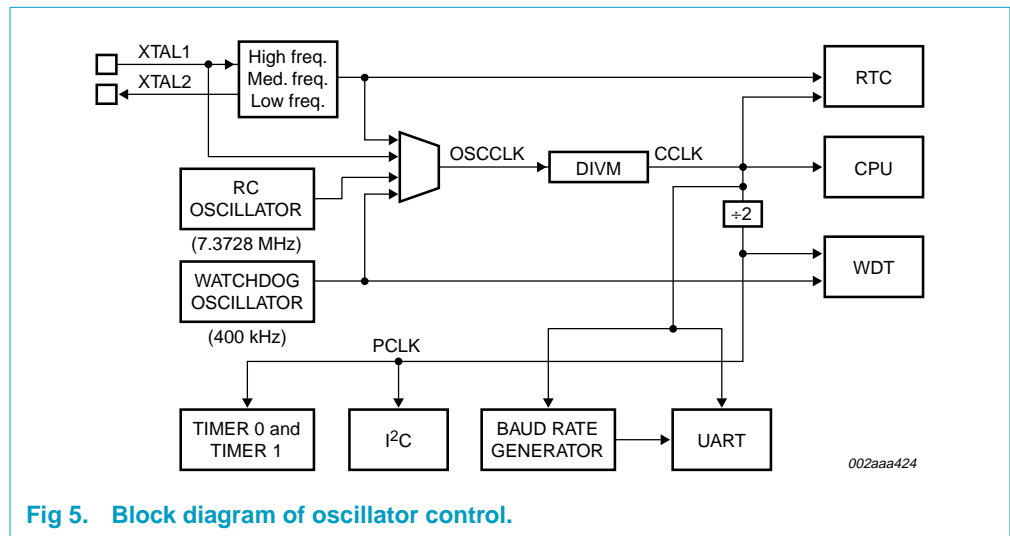 XTAL1
XTAL2
High freq.
Med. freq.
Low freq.
RTC
OSCCLK
DIVM
CCLK
CPU
RC
OSCILLATOR
(7.3728 MHz)
÷2
WATCHDOG
OSCILLATOR
(400 kHz)
WDT
PCLK
TIMER 0 and
TIMER 1
I²C
BAUD RATE
GENERATOR
UART
002aaa424
Fig 5. Block diagram of oscillator control.